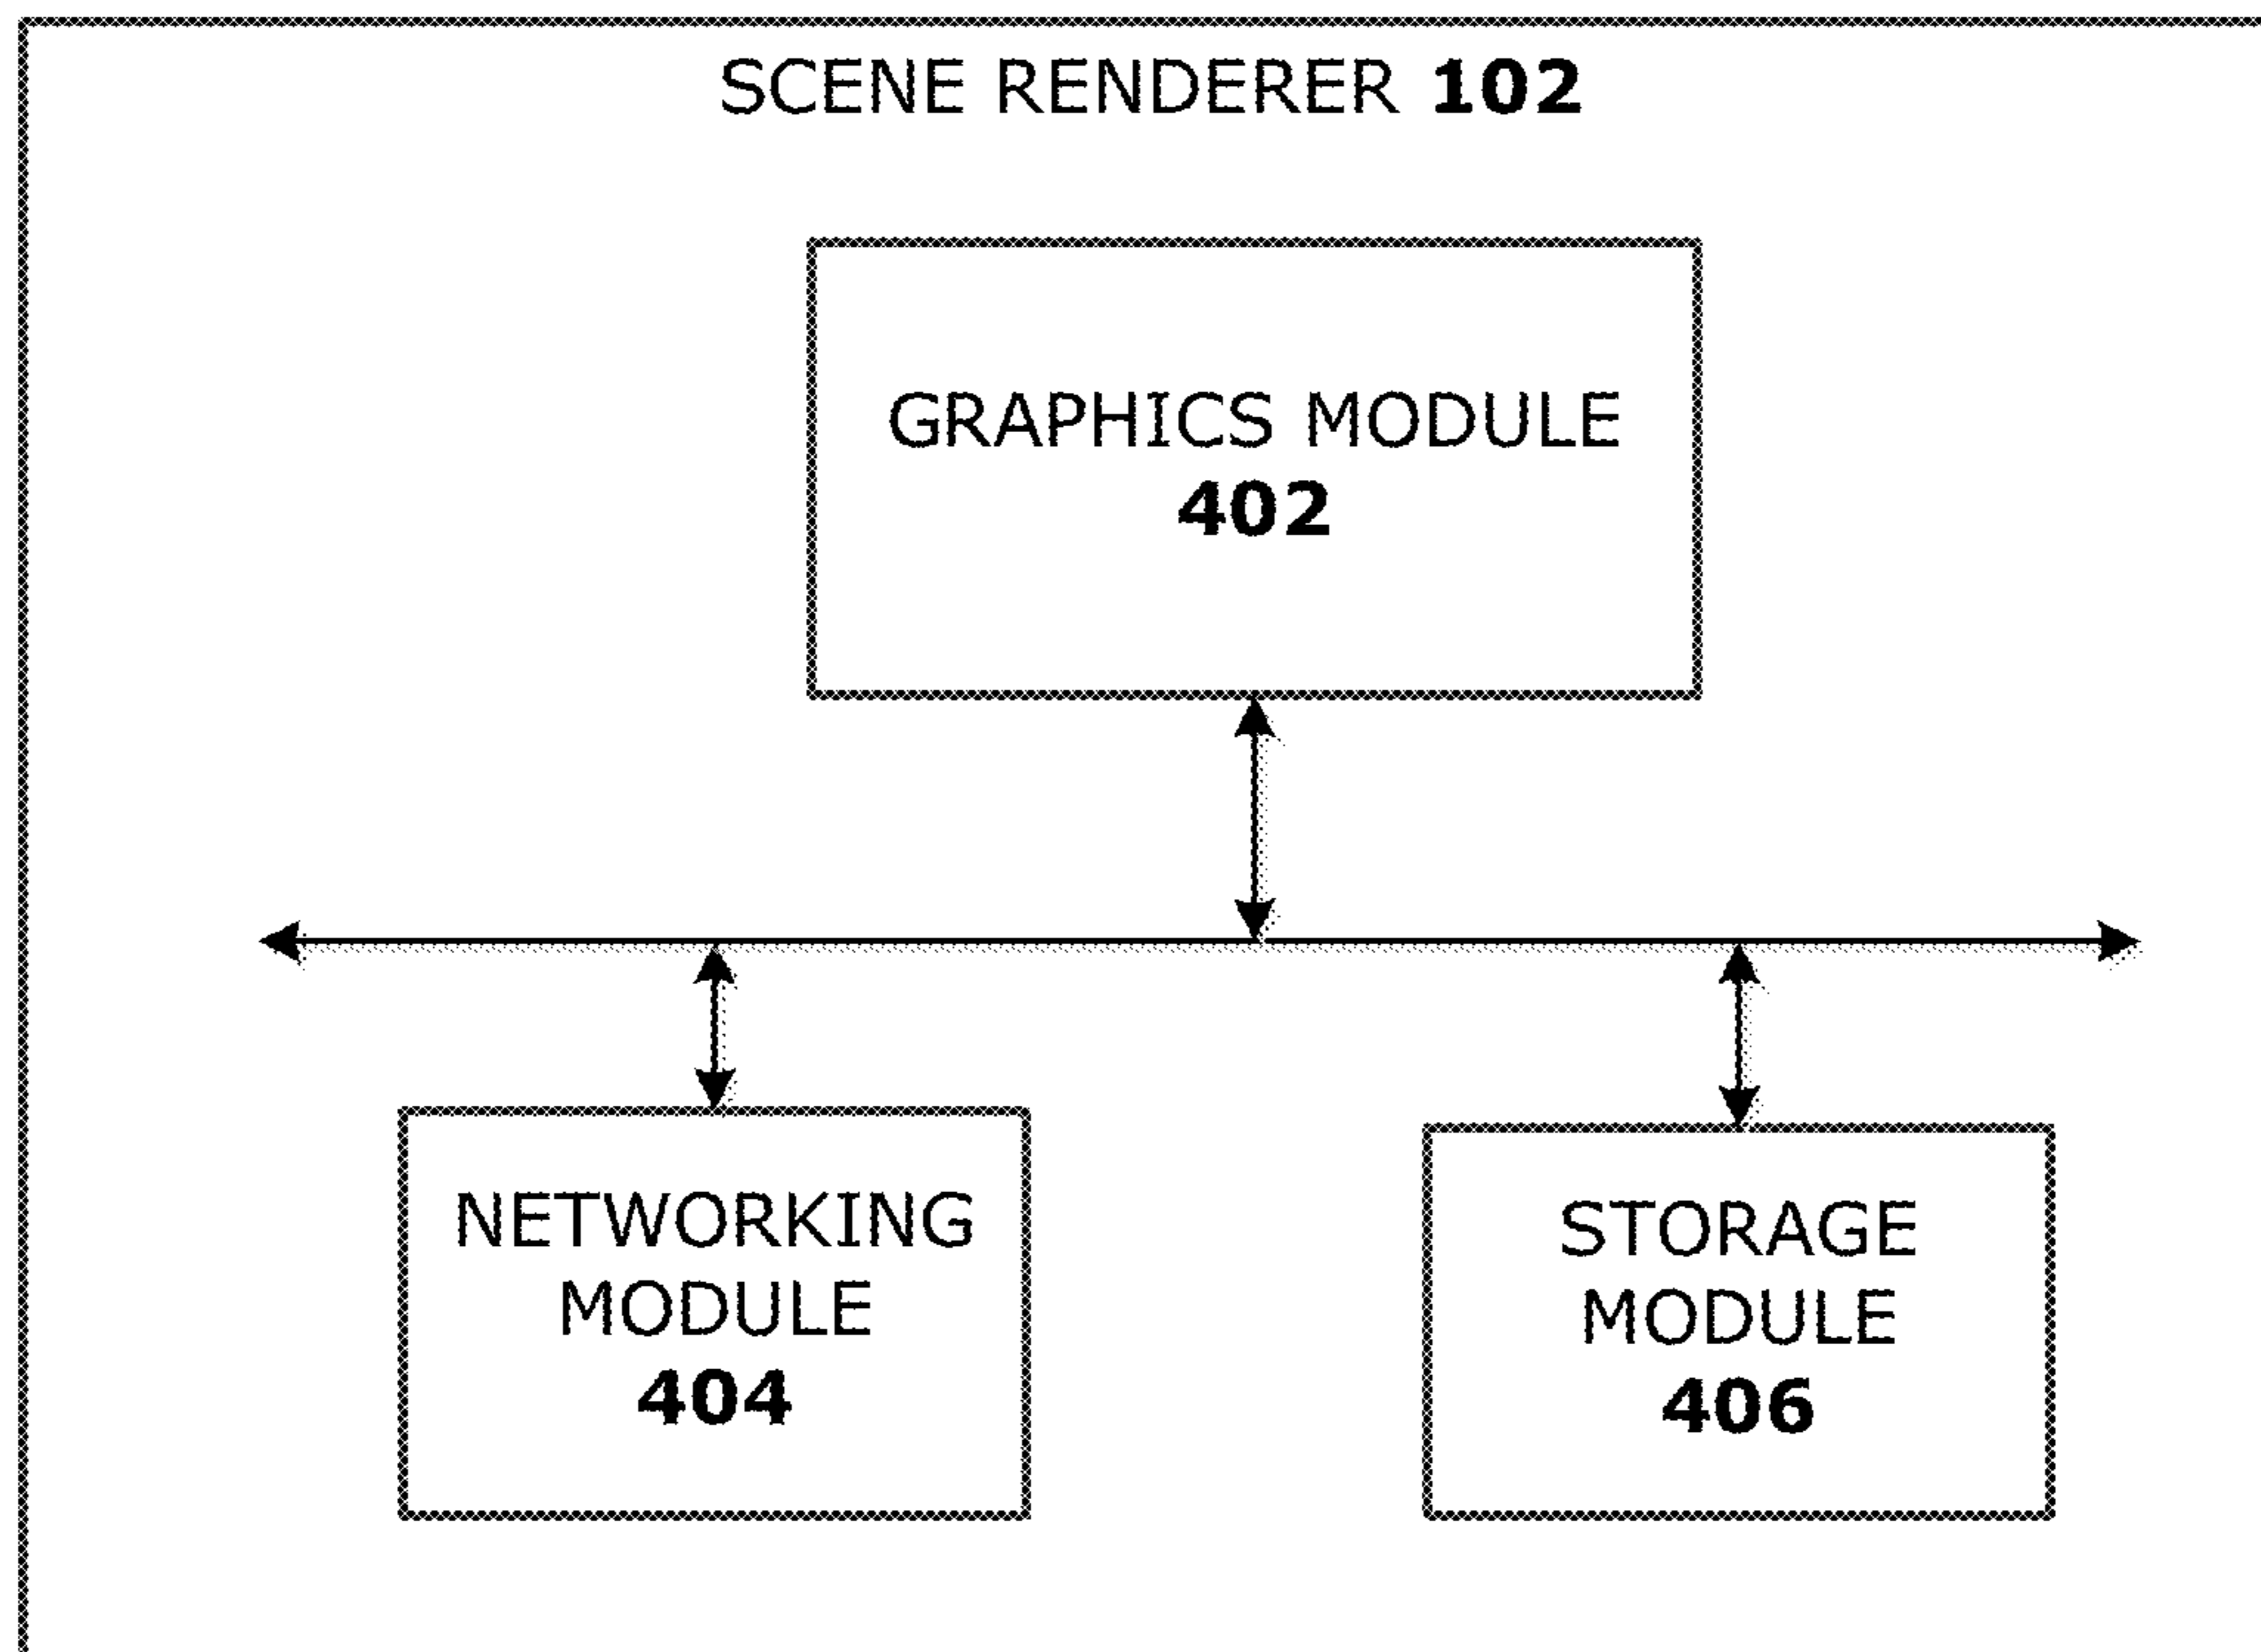 SCENE RENDERER 102
GRAPHICS MODULE
402
NETWORKING
MODULE
404
STORAGE
MODULE
406